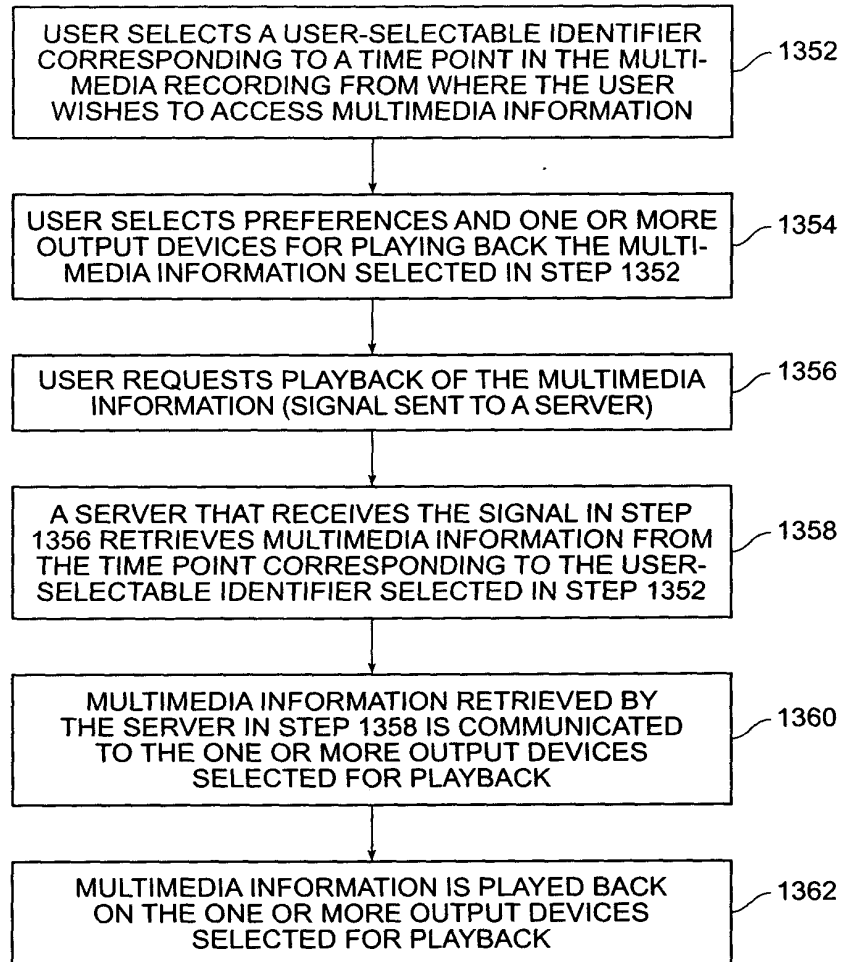 USER SELECTS A USER-SELECTABLE IDENTIFIER
CORRESPONDING TO A TIME POINT IN THE MULTI-
MEDIA RECORDING FROM WHERE THE USER
WISHES TO ACCESS MULTIMEDIA INFORMATION
1352
USER SELECTS PREFERENCES AND ONE OR MORE
OUTPUT DEVICES FOR PLAYING BACK THE MULTI-
MEDIA INFORMATION SELECTED IN STEP 1352
1354
USER REQUESTS PLAYBACK OF THE MULTIMEDIA
INFORMATION (SIGNAL SENT TO A SERVER)
1356
A SERVER THAT RECEIVES THE SIGNAL IN STEP
1356 RETRIEVES MULTIMEDIA INFORMATION FROM
THE TIME POINT CORRESPONDING TO THE USER-
SELECTABLE IDENTIFIER SELECTED IN STEP 1352
1358
MULTIMEDIA INFORMATION RETRIEVED BY
THE SERVER IN STEP 1358 IS COMMUNICATED
TO THE ONE OR MORE OUTPUT DEVICES
SELECTED FOR PLAYBACK
1360
MULTIMEDIA INFORMATION IS PLAYED BACK
ON THE ONE OR MORE OUTPUT DEVICES
SELECTED FOR PLAYBACK
1362